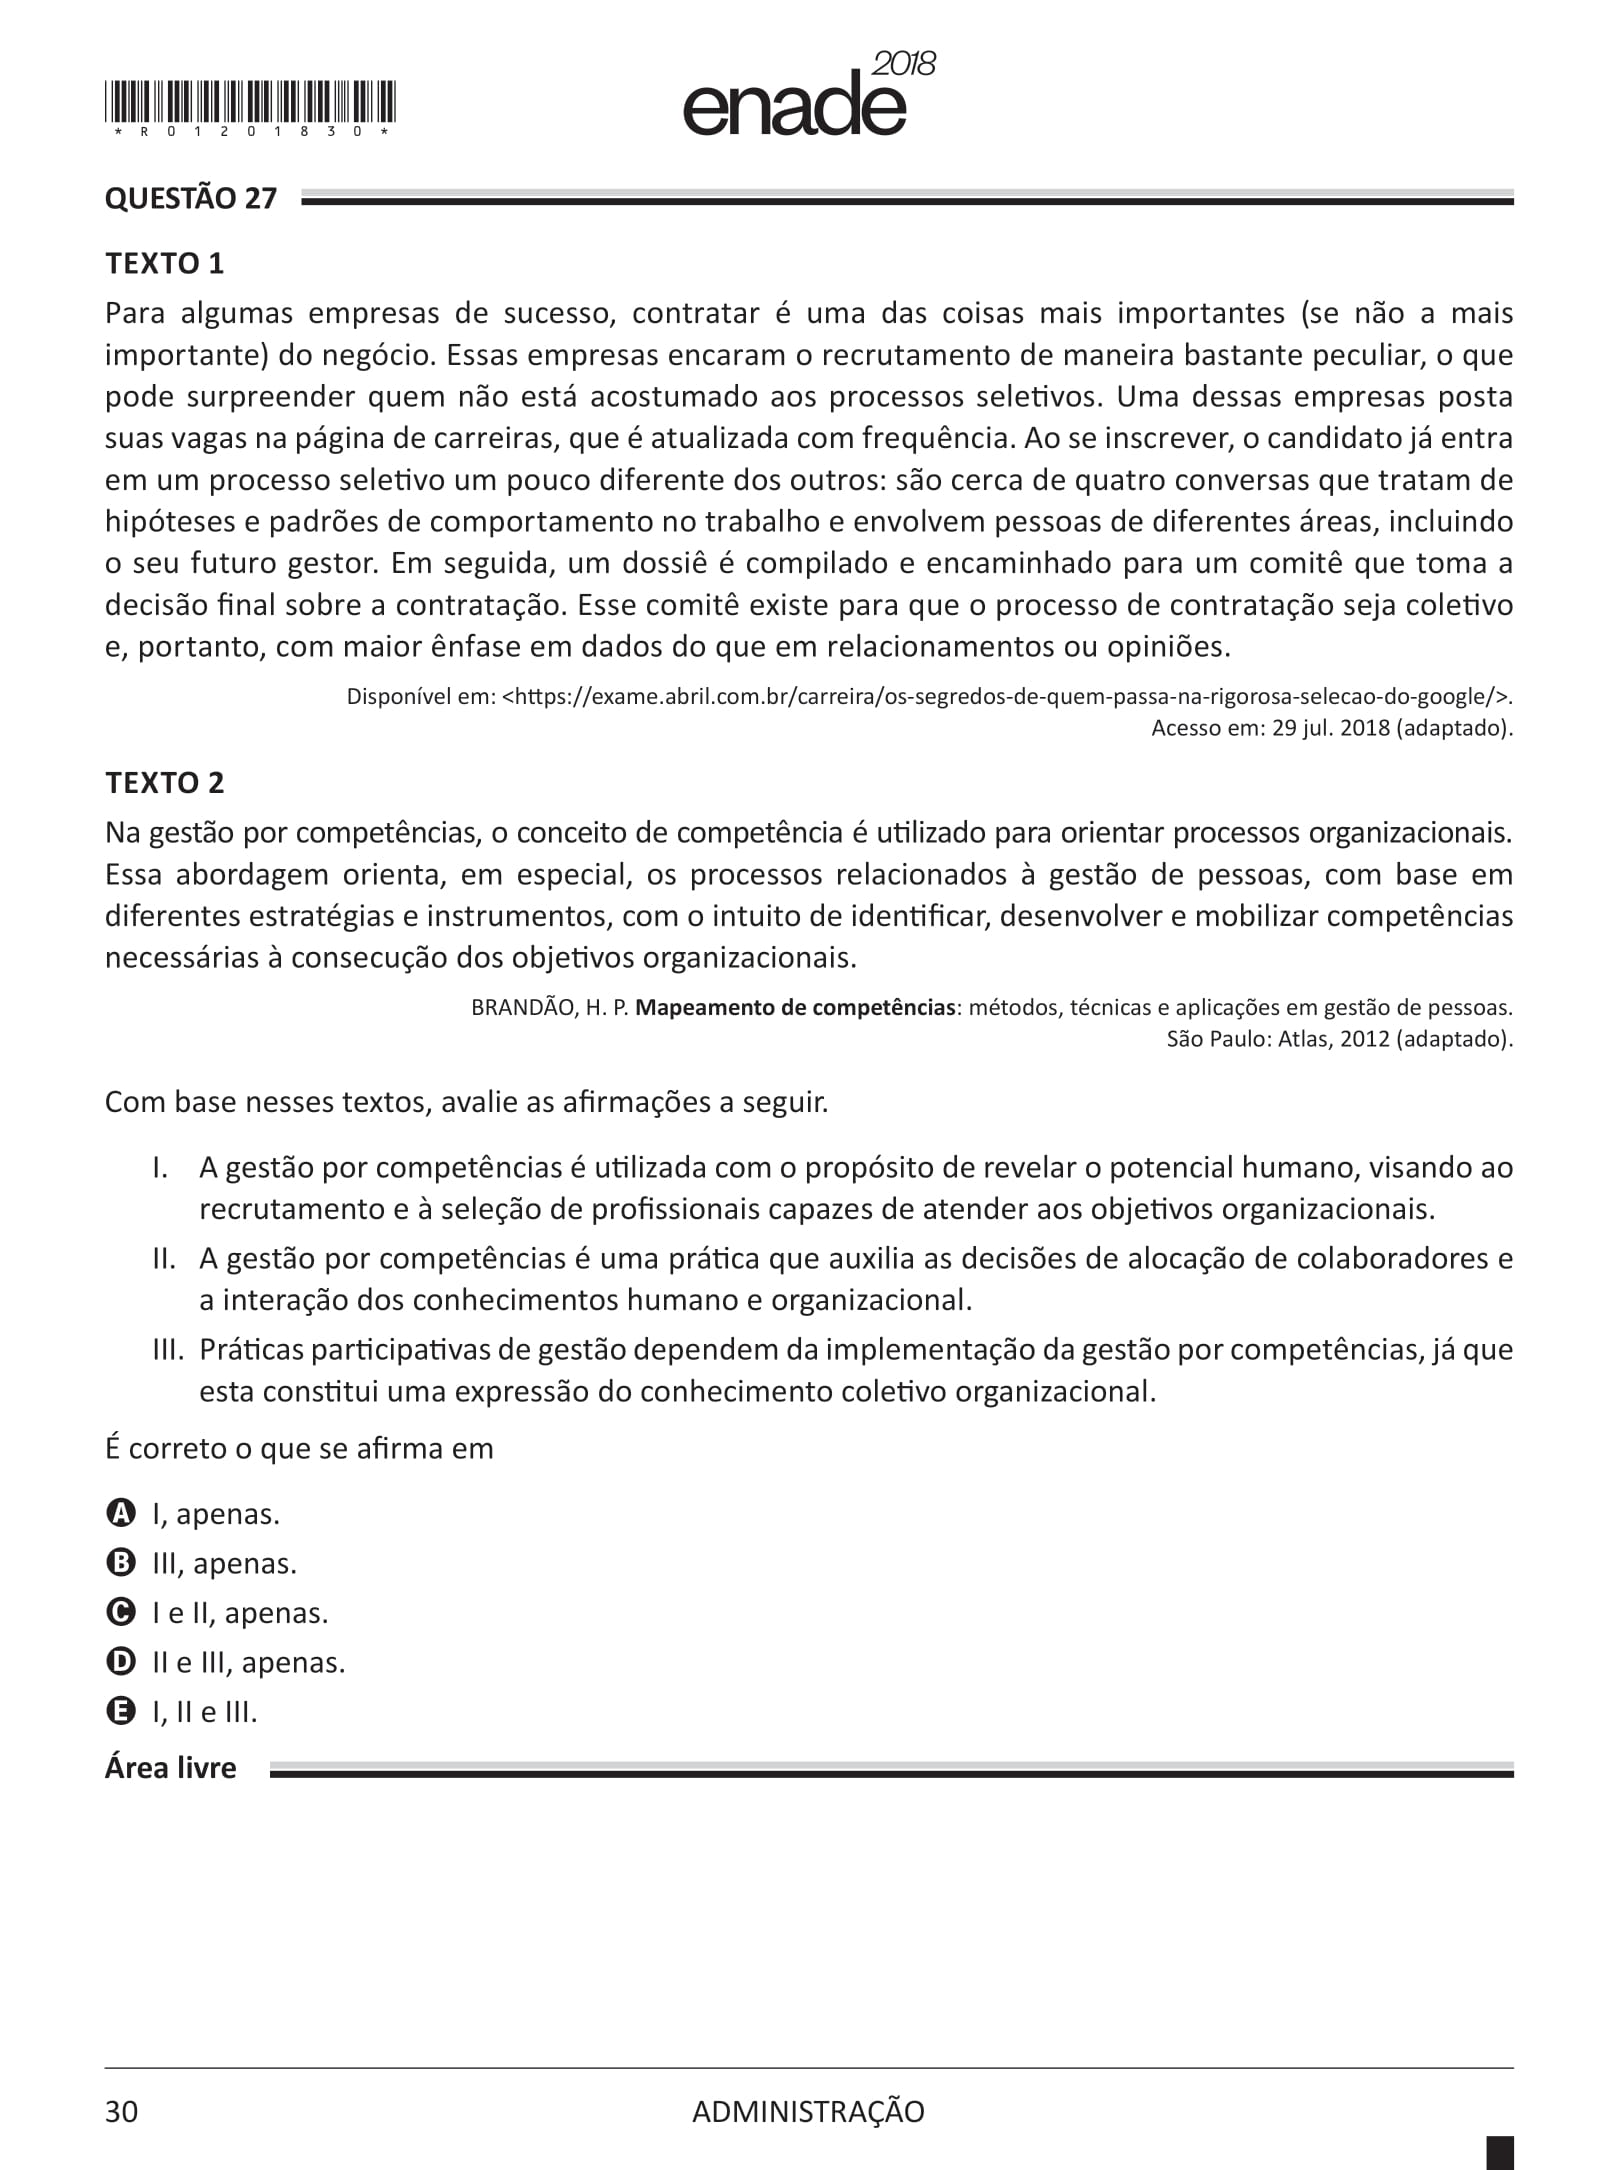 *R01201830*
enade 2018
QUESTÃO 27
TEXTO 1
Para algumas empresas de sucesso, contratar é uma das coisas mais importantes (se não a mais
importante) do negócio. Essas empresas encaram o recrutamento de maneira bastante peculiar, o que
pode surpreender quem não está acostumado aos processos seletivos. Uma dessas empresas posta
suas vagas na página de carreiras, que é atualizada com frequência. Ao se inscrever, o candidato já entra
em um processo seletivo um pouco diferente dos outros: são cerca de quatro conversas que tratam de
hipóteses e padrões de comportamento no trabalho e envolvem pessoas de diferentes áreas, incluindo
o seu futuro gestor. Em seguida, um dossiê é compilado e encaminhado para um comitê que toma a
decisão final sobre a contratação. Esse comitê existe para que o processo de contratação seja coletivo
e, portanto, com maior ênfase em dados do que em relacionamentos ou opiniões.
Disponível em: <https://exame.abril.com.br/carreira/os-segredos-de-quem-passa-na-rigorosa-selecao-do-google/>.
Acesso em: 29 jul. 2018 (adaptado).
TEXTO 2
Na gestão por competências, o conceito de competência é utilizado para orientar processos organizacionais.
Essa abordagem orienta, em especial, os processos relacionados à gestão de pessoas, com base em
diferentes estratégias e instrumentos, com o intuito de identificar, desenvolver e mobilizar competências
necessárias à consecução dos objetivos organizacionais.
BRANDÃO, H. P. Mapeamento de competências: métodos, técnicas e aplicações em gestão de pessoas.
São Paulo: Atlas, 2012 (adaptado).
Com base nesses textos, avalie as afirmações a seguir.
I. A gestão por competências é utilizada com o propósito de revelar o potencial humano, visando ao
recrutamento e à seleção de profissionais capazes de atender aos objetivos organizacionais.
II. A gestão por competências é uma prática que auxilia as decisões de alocação de colaboradores e
a interação dos conhecimentos humano e organizacional.
III. Práticas participativas de gestão dependem da implementação da gestão por competências, já que
esta constitui uma expressão do conhecimento coletivo organizacional.
É correto o que se afirma em
A I, apenas.
B III, apenas.
C I e II, apenas.
D II e III, apenas.
E I, II e III.
Área livre
30
ADMINISTRAÇÃO